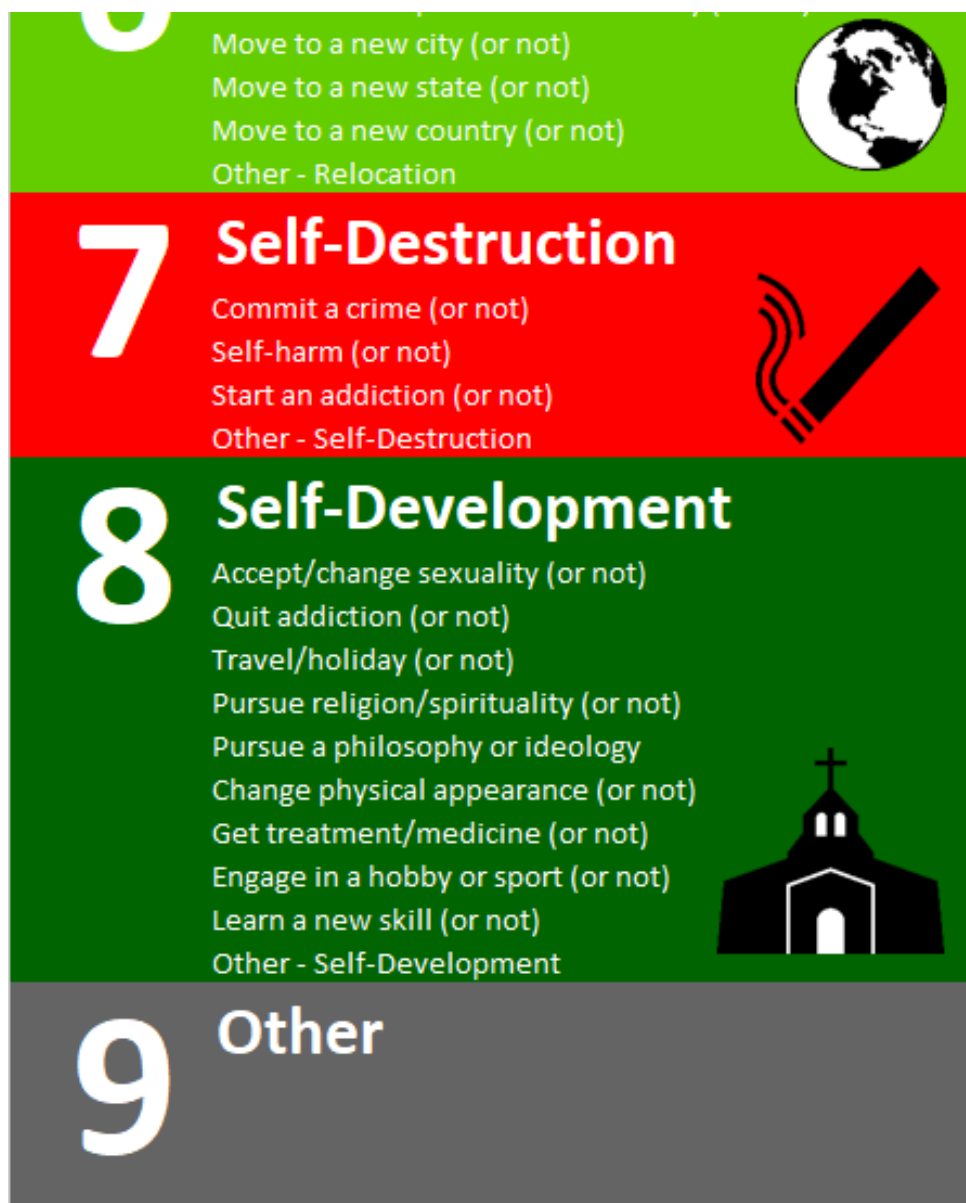 6
Move to a new city (or not)
Move to a new state (or not)
Move to a new country (or not)
Other - Relocation
7
Self-Destruction
Commit a crime (or not)
Self-harm (or not)
Start an addiction (or not)
Other - Self-Destruction
8
Self-Development
Accept/change sexuality (or not)
Quit addiction (or not)
Travel/holiday (or not)
Pursue religion/spirituality (or not)
Pursue a philosophy or ideology
Change physical appearance (or not)
Get treatment/medicine (or not)
Engage in a hobby or sport (or not)
Learn a new skill (or not)
Other - Self-Development
9
Other